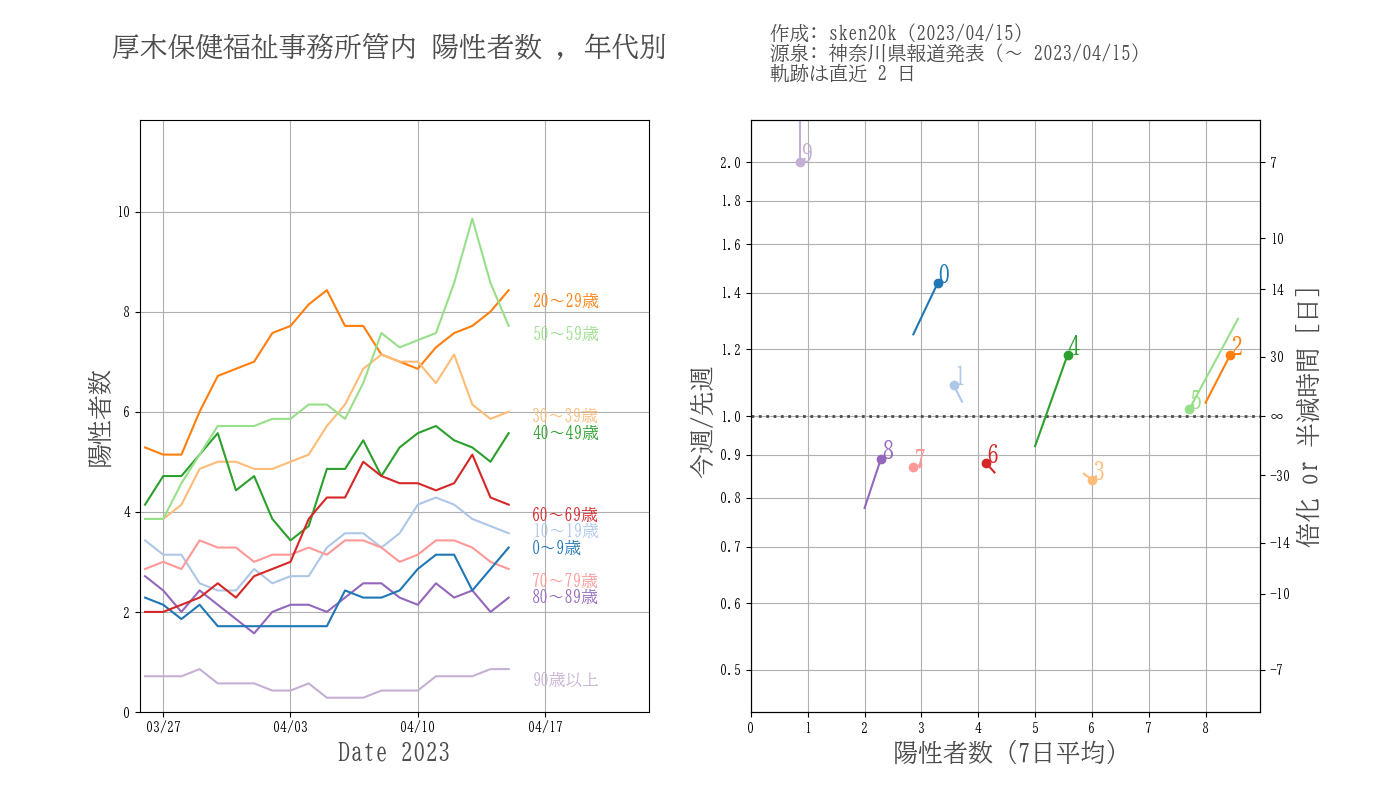 厚木保健福祉事務所管内 陽性者数 , 年代別
作成: sken20k (2023/04/15)
源泉: 神奈川県報道発表 (～ 2023/04/15)
軌跡は直近 2 日
陽性者数
10
8
6
4
2
0
03/27 04/03 04/10 04/17
Date 2023
20～29歳
50～59歳
30～39歳
40～49歳
60～69歳
10～19歳
0～9歳
70～79歳
80～89歳
90歳以上
今週/先週
2.0
1.8
1.6
1.4
1.2
1.0
0.9
0.8
0.7
0.6
0.5
9
0
4
2
1
5
8
7
6
3
0 1 2 3 4 5 6 7 8
陽性者数 (7日平均)
7
10
14
30
∞
−30
−14
−10
−7
倍化 or 半減時間 [日]